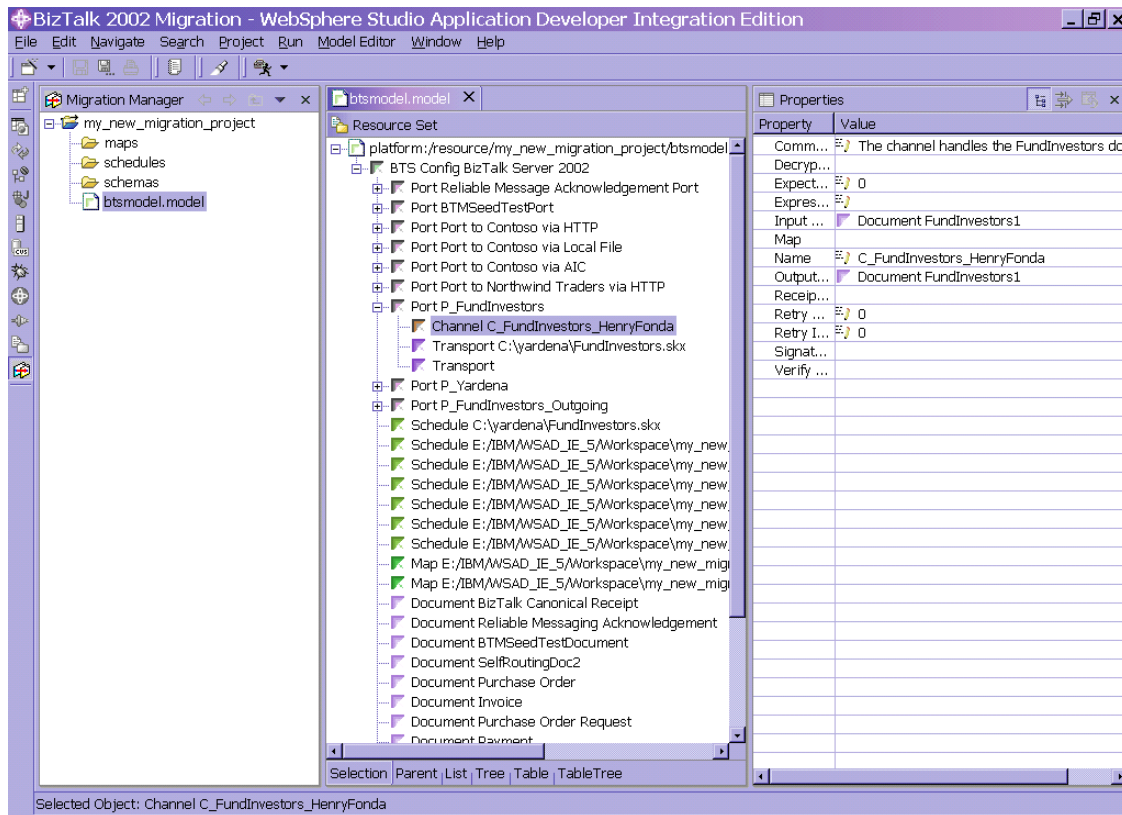 BizTalk 2002 Migration - WebSphere Studio Application Developer Integration Edition
File Edit Navigate Search Project Run Model Editor Window Help
Migration Manager
my_new_migration_project
maps
schedules
schemas
btsmodel.model
btsmodel.model
Resource Set
platform:/resource/my_new_migration_project/btsmodel
BTS Config BizTalk Server 2002
Port Reliable Message Acknowledgement Port
Port BTMSeedTestPort
Port Port to Contoso via HTTP
Port Port to Contoso via Local File
Port Port to Contoso via AIC
Port Port to Northwind Traders via HTTP
Port P_FundInvestors
Channel C_FundInvestors_HenryFonda
Transport C:\yardena\FundInvestors.skx
Transport
Port P_Yardena
Port P_FundInvestors_Outgoing
Schedule C:\yardena\FundInvestors.skx
Schedule E:/IBM/WSAD_IE_5/Workspace\my_new_
Schedule E:/IBM/WSAD_IE_5/Workspace\my_new_
Schedule E:/IBM/WSAD_IE_5/Workspace\my_new_
Schedule E:/IBM/WSAD_IE_5/Workspace\my_new_
Schedule E:/IBM/WSAD_IE_5/Workspace\my_new_
Schedule E:/IBM/WSAD_IE_5/Workspace\my_new_
Map E:/IBM/WSAD_IE_5/Workspace\my_new_mig
Map E:/IBM/WSAD_IE_5/Workspace\my_new_mig
Document BizTalk Canonical Receipt
Document Reliable Messaging Acknowledgement
Document BTMSeedTestDocument
Document SelfRoutingDoc2
Document Purchase Order
Document Invoice
Document Purchase Order Request
Document Payment
Selection Parent List Tree Table TableTree
Properties
Property Value
Comm... The channel handles the FundInvestors do
Decryp...
Expect... 0
Expres...
Input ... Document FundInvestors1
Map
Name C_FundInvestors_HenryFonda
Output... Document FundInvestors1
Receip...
Retry ... 0
Retry I... 0
Signat...
Verify ...
Selected Object: Channel C_FundInvestors_HenryFonda